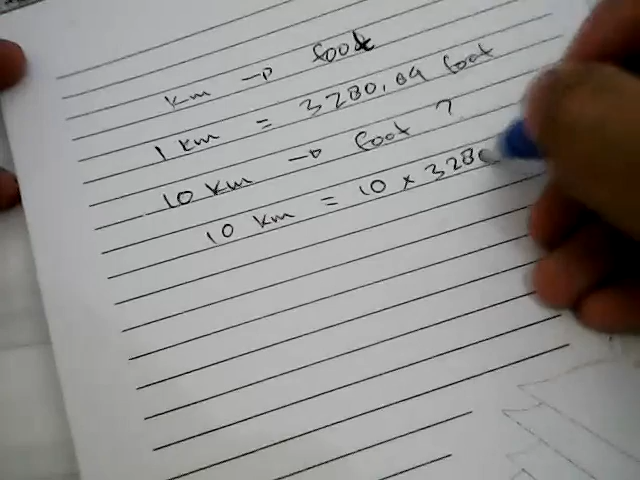 km → foot
1 km = 3280,84 foot
10 km → foot ?
10 km = 10 × 328